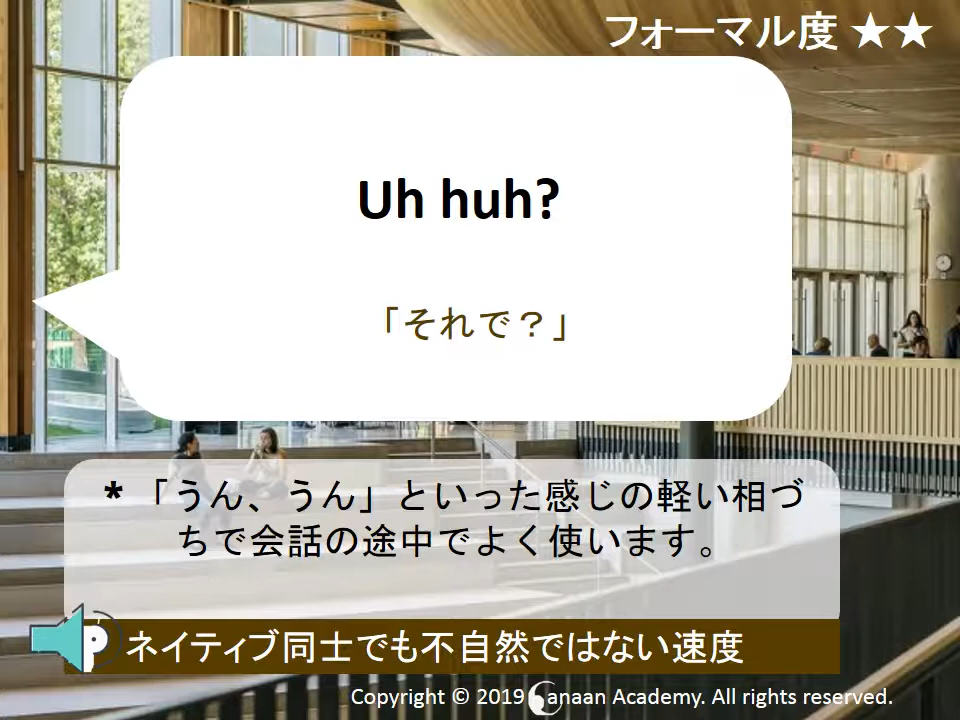 フォーマル度 ★★
Uh huh?
「それで？」
* 「うん、うん」といった感じの軽い相づ
ちで会話の途中でよく使います。
P ネイティブ同士でも不自然ではない速度
Copyright © 2019 Canaan Academy. All rights reserved.